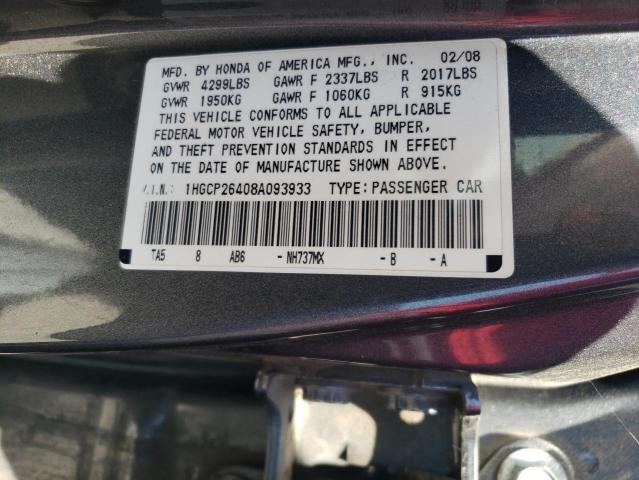 MFD. BY HONDA OF AMERICA MFG., INC. 02/08
GVWR 4299LBS GAWR F 2337LBS R 2017LBS
GVWR 1950KG GAWR F 1060KG R 915KG
THIS VEHICLE CONFORMS TO ALL APPLICABLE
FEDERAL MOTOR VEHICLE SAFETY, BUMPER,
AND THEFT PREVENTION STANDARDS IN EFFECT
ON THE DATE OF MANUFACTURE SHOWN ABOVE.
V.I.N.: 1HGCP26408A093933 TYPE: PASSENGER CAR
TA5 8 AB6 - NH737MX - B - A